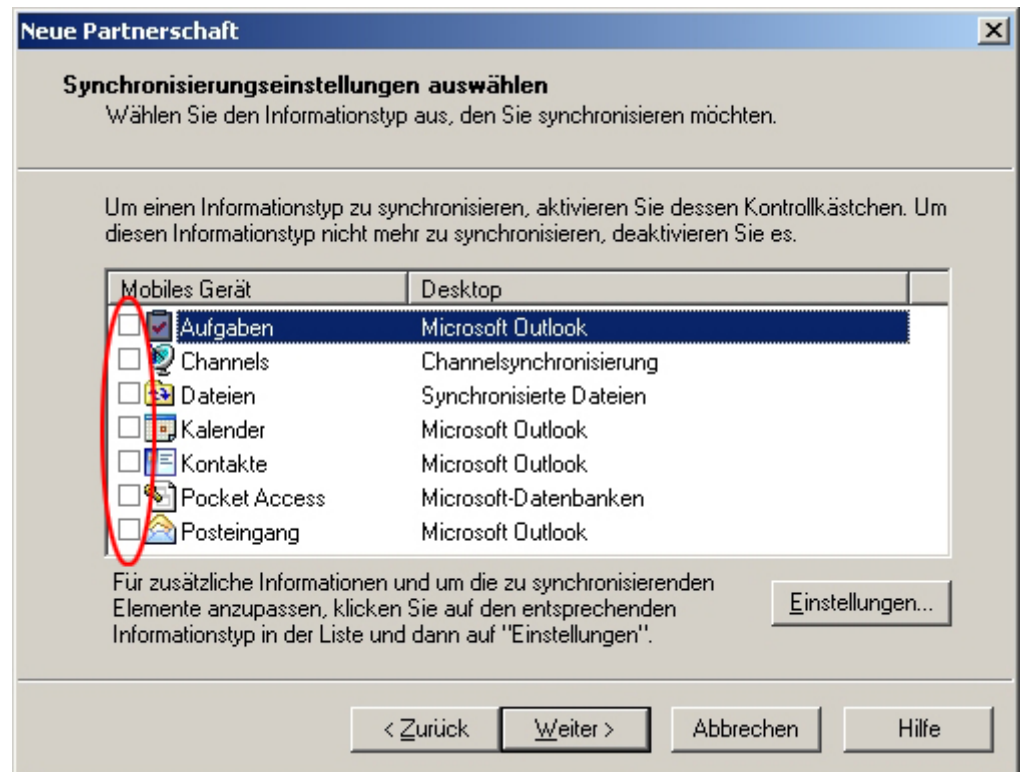 Neue Partnerschaft
Synchronisierungseinstellungen auswählen
Wählen Sie den Informationstyp aus, den Sie synchronisieren möchten.
Um einen Informationstyp zu synchronisieren, aktivieren Sie dessen Kontrollkästchen. Um
diesen Informationstyp nicht mehr zu synchronisieren, deaktivieren Sie es.
Mobiles Gerät Desktop
Aufgaben Microsoft Outlook
Channels Channelsynchronisierung
Dateien Synchronisierte Dateien
Kalender Microsoft Outlook
Kontakte Microsoft Outlook
Pocket Access Microsoft-Datenbanken
Posteingang Microsoft Outlook
Für zusätzliche Informationen und um die zu synchronisierenden
Elemente anzupassen, klicken Sie auf den entsprechenden
Informationstyp in der Liste und dann auf "Einstellungen".
Einstellungen...
< Zurück Weiter > Abbrechen Hilfe